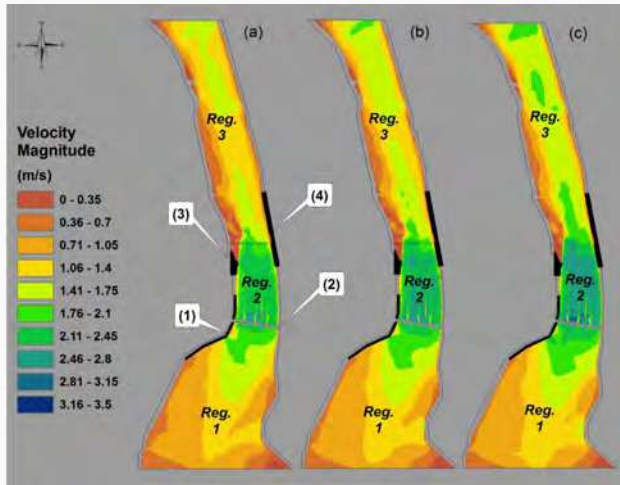 (a)
(b)
(c)
Reg.
3
Reg.
3
Reg.
3
Velocity
Magnitude
(m/s)
0 - 0.35
0.36 - 0.7
0.71 - 1.05
1.06 - 1.4
1.41 - 1.75
1.76 - 2.1
2.11 - 2.45
2.46 - 2.8
2.81 - 3.15
3.16 - 3.5
(3)
(4)
(1)
(2)
Reg.
2
Reg.
2
Reg.
2
Reg.
1
Reg.
1
Reg.
1